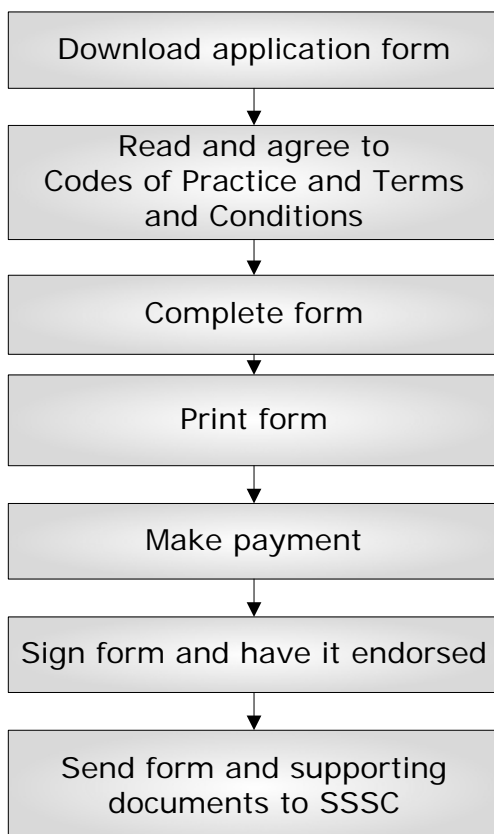 Download application form
Read and agree to
Codes of Practice and Terms
and Conditions
Complete form
Print form
Make payment
Sign form and have it endorsed
Send form and supporting
documents to SSSC